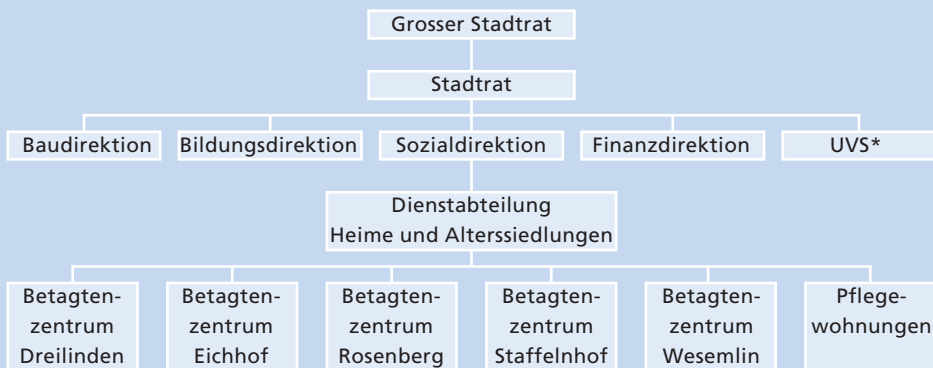 Grosser Stadtrat
Stadtrat
Baudirektion
Bildungsdirektion
Sozialdirektion
Finanzdirektion
UVS*
Dienstabteilung
Heime und Alterssiedlungen
Betagten-
zentrum
Dreilinden
Betagten-
zentrum
Eichhof
Betagten-
zentrum
Rosenberg
Betagten-
zentrum
Staffelnhof
Betagten-
zentrum
Wesemlin
Pflege-
wohnungen